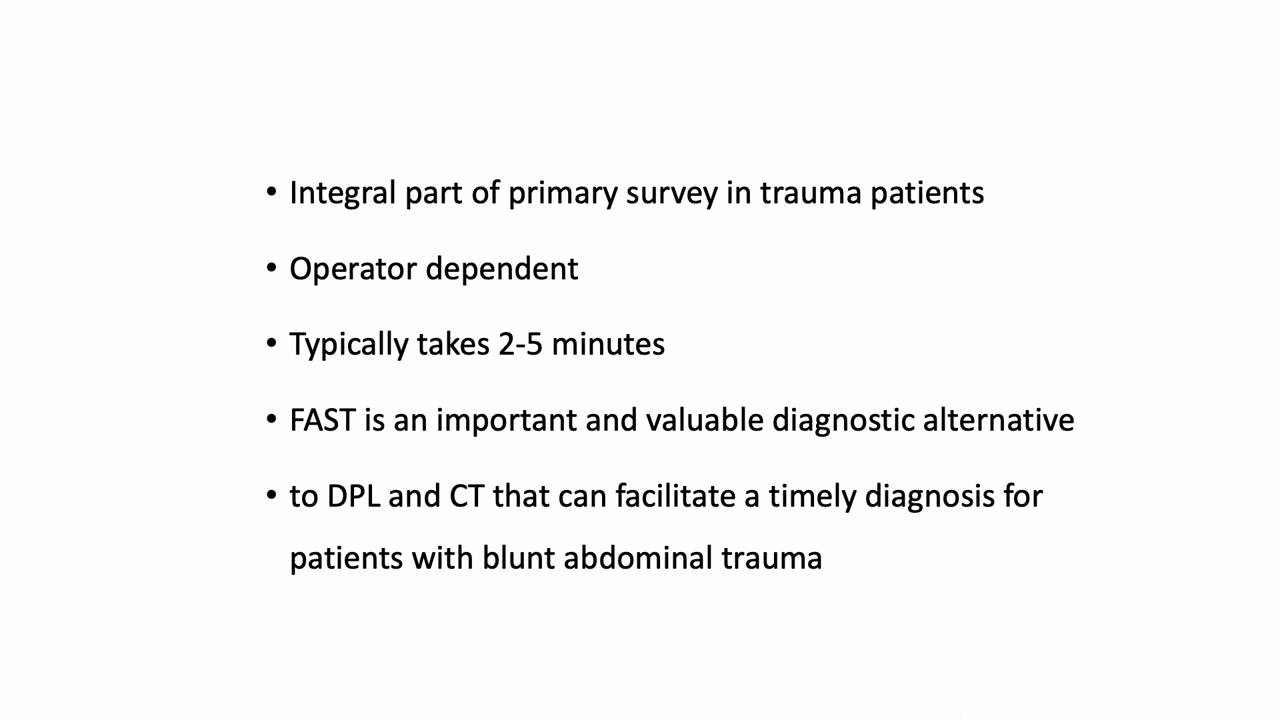 • Integral part of primary survey in trauma patients
• Operator dependent
• Typically takes 2-5 minutes
• FAST is an important and valuable diagnostic alternative
• to DPL and CT that can facilitate a timely diagnosis for
patients with blunt abdominal trauma